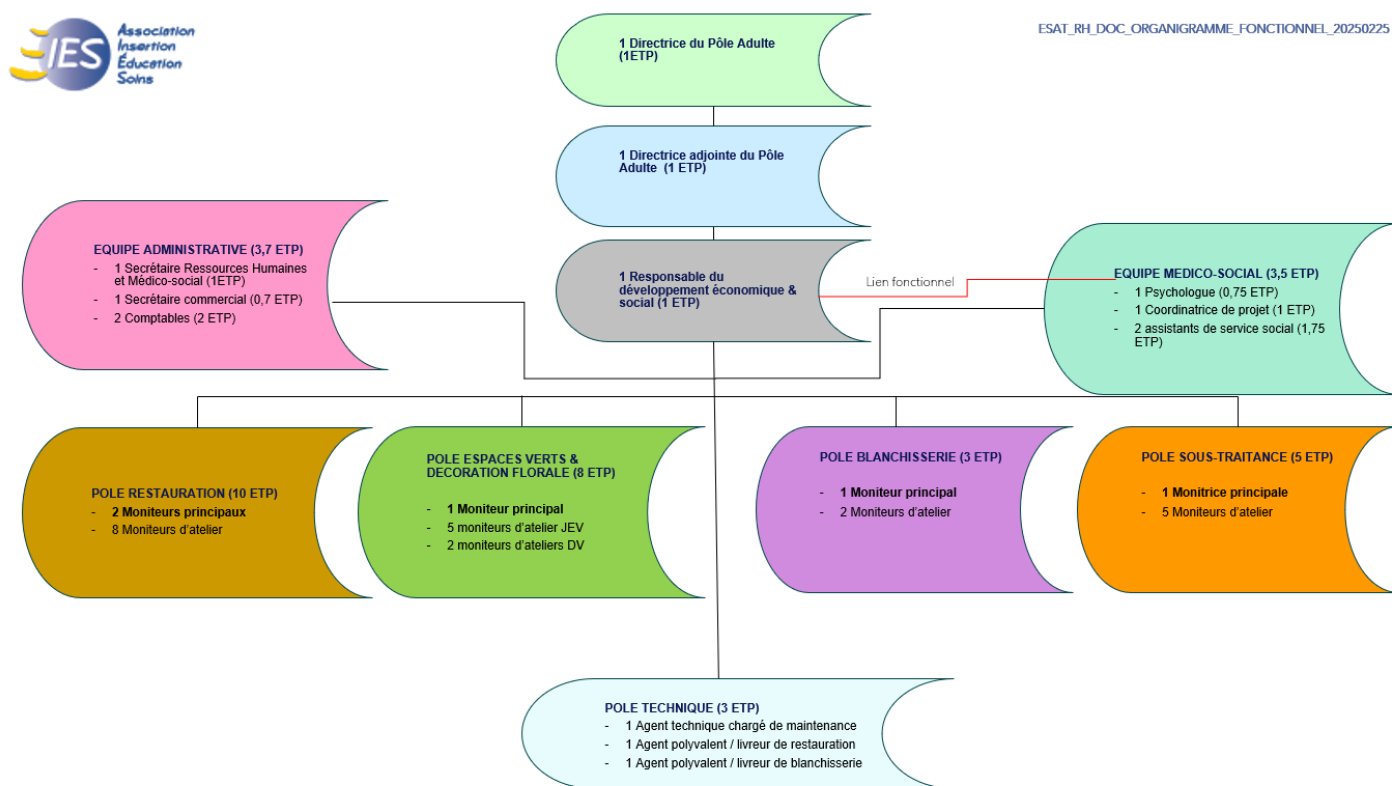 IES
Association
Insertion
Éducation
Soins
ESAT_RH_DOC_ORGANIGRAMME_FONCTIONNEL_20250225
1 Directrice du Pôle Adulte
(1ETP)
1 Directrice adjointe du Pôle
Adulte (1 ETP)
EQUIPE ADMINISTRATIVE (3,7 ETP)
- 1 Secrétaire Ressources Humaines
et Médico-social (1ETP)
- 1 Secrétaire commercial (0,7 ETP)
- 2 Comptables (2 ETP)
1 Responsable du
développement économique &
social (1 ETP)
Lien fonctionnel
EQUIPE MEDICO-SOCIAL (3,5 ETP)
- 1 Psychologue (0,75 ETP)
- 1 Coordinatrice de projet (1 ETP)
- 2 assistants de service social (1,75
ETP)
POLE RESTAURATION (10 ETP)
- 2 Moniteurs principaux
- 8 Moniteurs d'atelier
POLE ESPACES VERTS &
DECORATION FLORALE (8 ETP)
- 1 Moniteur principal
- 5 moniteurs d'atelier JEV
- 2 moniteurs d'ateliers DV
POLE BLANCHISSERIE (3 ETP)
- 1 Moniteur principal
- 2 Moniteurs d'atelier
POLE SOUS-TRAITANCE (5 ETP)
- 1 Monitrice principale
- 5 Moniteurs d'atelier
POLE TECHNIQUE (3 ETP)
- 1 Agent technique chargé de maintenance
- 1 Agent polyvalent / livreur de restauration
- 1 Agent polyvalent / livreur de blanchisserie